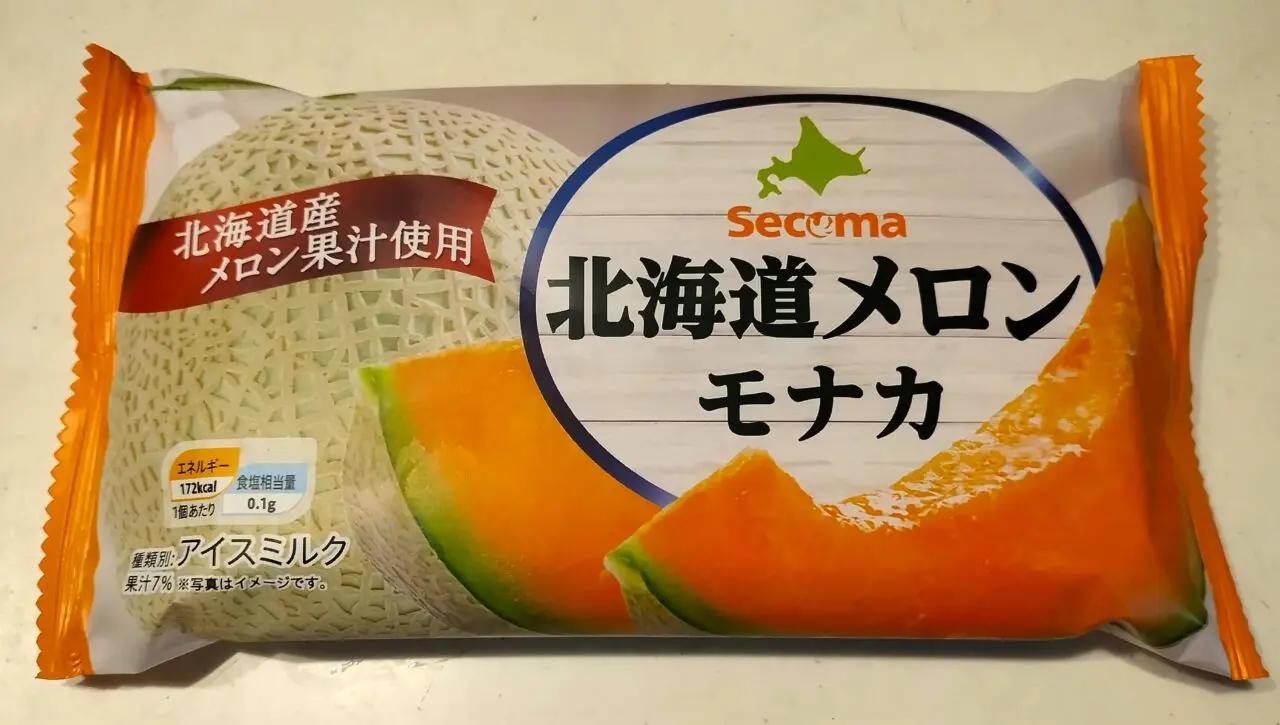 Secoma
北海道メロン
モナカ
北海道産
メロン果汁使用
エネルギー
172kcal
1個あたり
食塩相当量
0.1g
種類別:アイスミルク
果汁7% ※写真はイメージです。